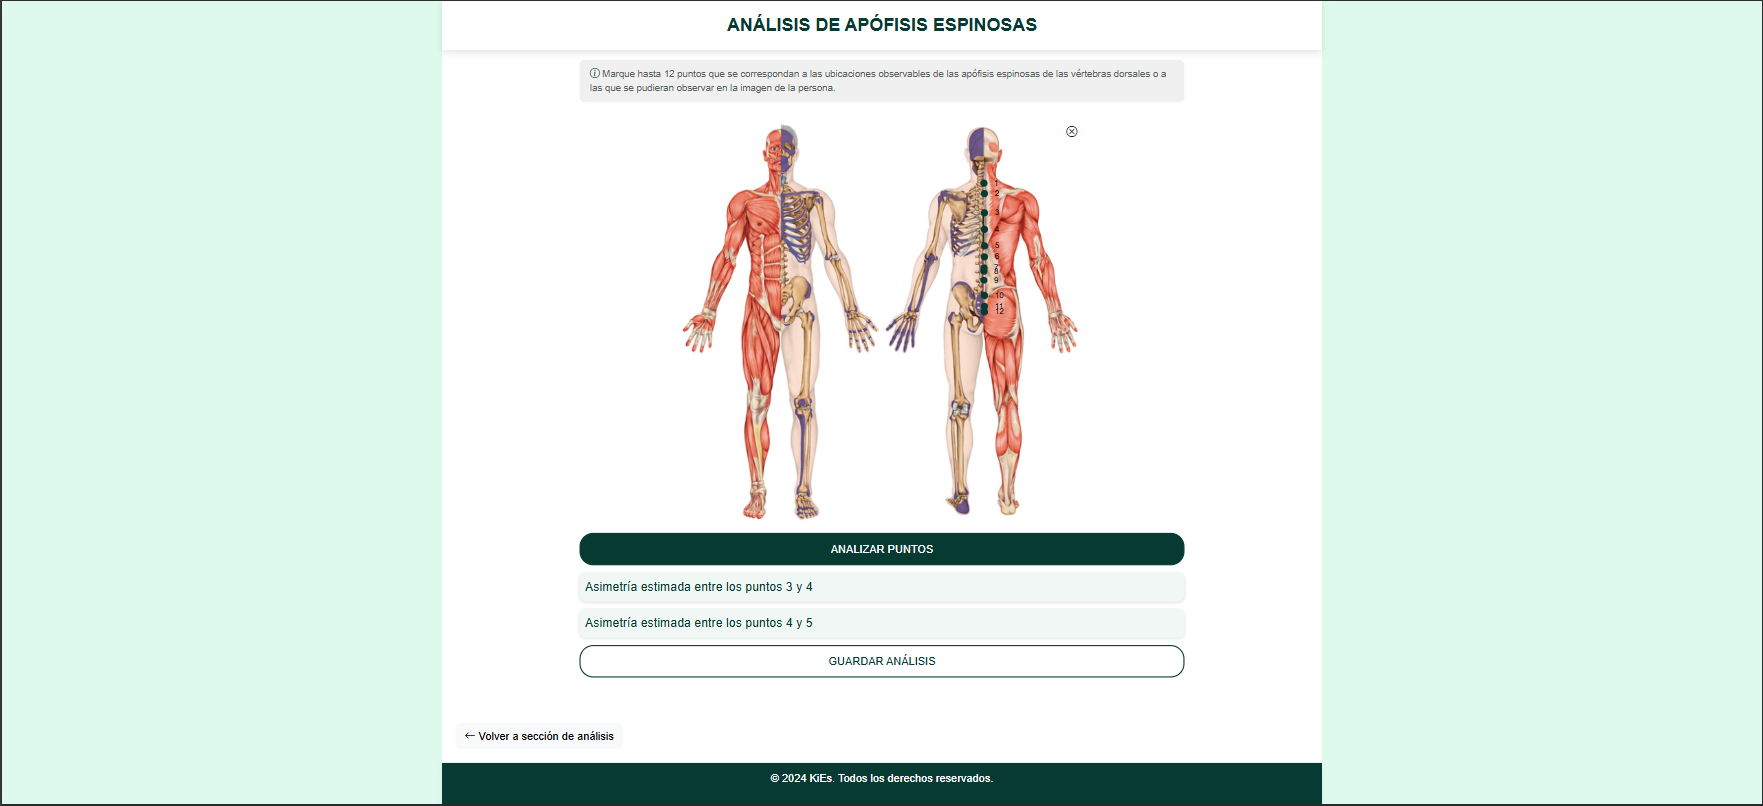 ANÁLISIS DE APÓFISIS ESPINOSAS
Marque hasta 12 puntos que se correspondan a las ubicaciones observables de las apófisis espinosas de las vértebras dorsales o a
las que se pudieran observar en la imagen de la persona.
1
2
3
4
5
6
7
8
9
10
11
12
ANALIZAR PUNTOS
Asimetría estimada entre los puntos 3 y 4
Asimetría estimada entre los puntos 4 y 5
GUARDAR ANÁLISIS
← Volver a sección de análisis
© 2024 KiEs. Todos los derechos reservados.